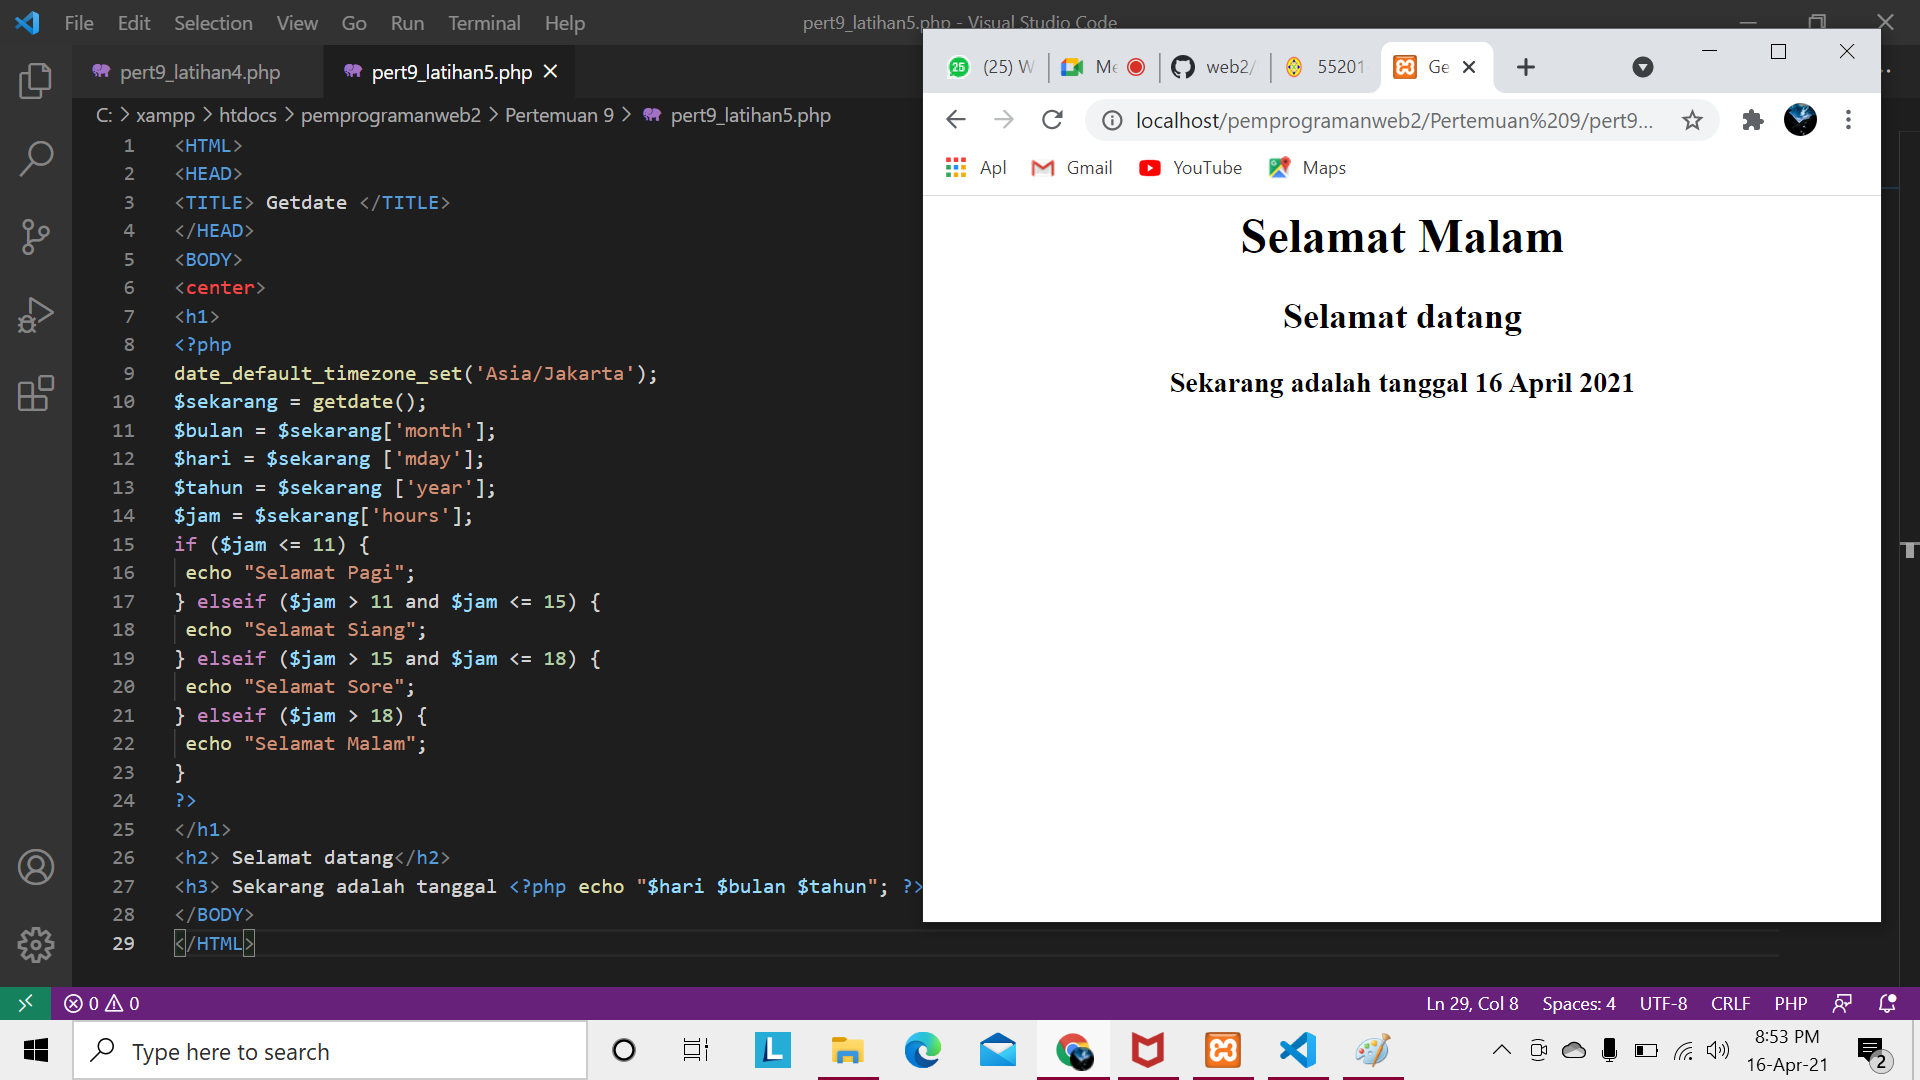 File Edit Selection View Go Run Terminal Help
pert9_latihan5.php - Visual Studio Code
pert9_latihan4.php
pert9_latihan5.php
C: > xampp > htdocs > pemprogramanweb2 > Pertemuan 9 > pert9_latihan5.php
1 <HTML>
2 <HEAD>
3 <TITLE> Getdate </TITLE>
4 </HEAD>
5 <BODY>
6 <center>
7 <h1>
8 <?php
9 date_default_timezone_set('Asia/Jakarta');
10 $sekarang = getdate();
11 $bulan = $sekarang['month'];
12 $hari = $sekarang ['mday'];
13 $tahun = $sekarang ['year'];
14 $jam = $sekarang['hours'];
15 if ($jam <= 11) {
16 echo "Selamat Pagi";
17 } elseif ($jam > 11 and $jam <= 15) {
18 echo "Selamat Siang";
19 } elseif ($jam > 15 and $jam <= 18) {
20 echo "Selamat Sore";
21 } elseif ($jam > 18) {
22 echo "Selamat Malam";
23 }
24 ?>
25 </h1>
26 <h2> Selamat datang</h2>
27 <h3> Sekarang adalah tanggal <?php echo "$hari $bulan $tahun"; ?>
28 </BODY>
29 </HTML>
25 (25) W
Me
web2/
55201
Ge
localhost/pemprogramanweb2/Pertemuan%209/pert9...
Apl Gmail YouTube Maps
Selamat Malam
Selamat datang
Sekarang adalah tanggal 16 April 2021
0 0
Ln 29, Col 8 Spaces: 4 UTF-8 CRLF PHP
Type here to search
L
8:53 PM
16-Apr-21
2